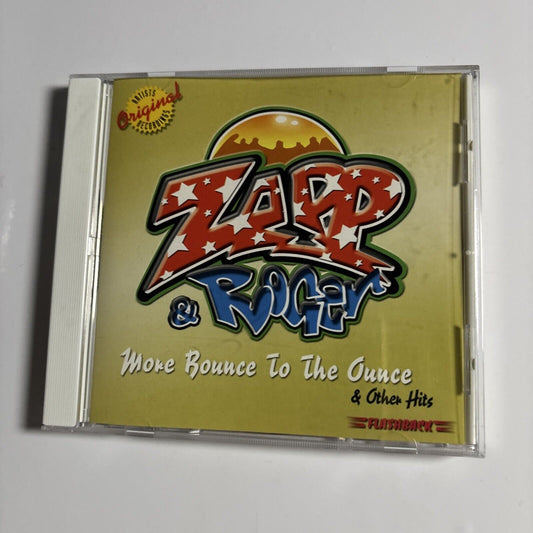 ARTISTS
Original
RECORDINGS
ZAPP
& ROGER
More Bounce To The Ounce
& Other Hits
FLASHBACK